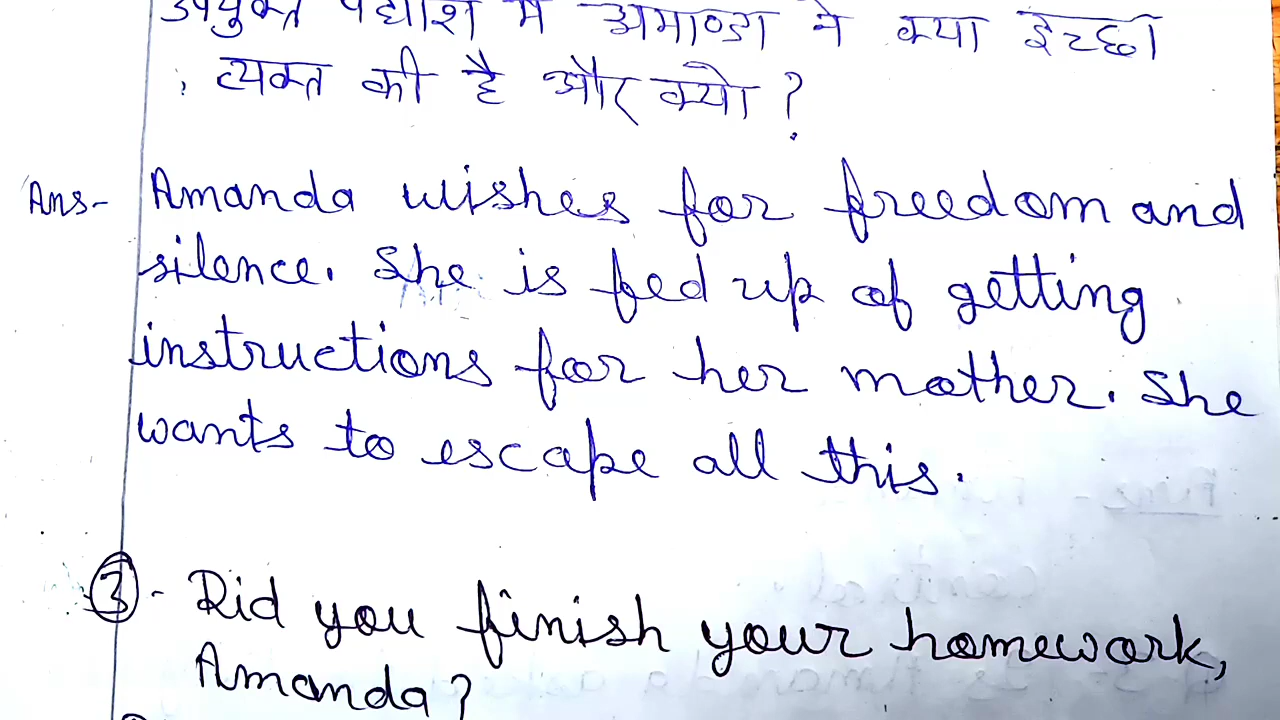 उपर्युक्त पद्यांश में अमाण्डा ने क्या इच्छा
व्यक्त की है और क्यो?
Ans- Amanda wishes for freedom and
silence. She is fed up of getting
instructions for her mother. She
wants to escape all this.
3 - Did you finish your homework,
Amanda?